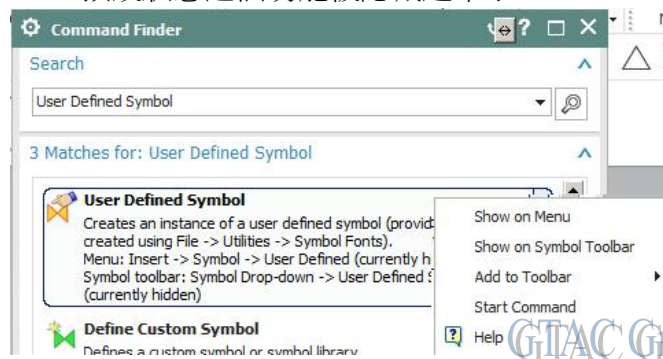 Command Finder
Search
User Defined Symbol
3 Matches for: User Defined Symbol
User Defined Symbol
Creates an instance of a user defined symbol
created using File -> Utilities -> Symbol Fonts).
Menu: Insert -> Symbol -> User Defined (currently
Symbol toolbar: Symbol Drop-down -> User Defined
(currently hidden)
Define Custom Symbol
Defines a custom symbol or symbol library
Show on Menu
Show on Symbol Toolbar
Add to Toolbar
Start Command
Help
GTAC